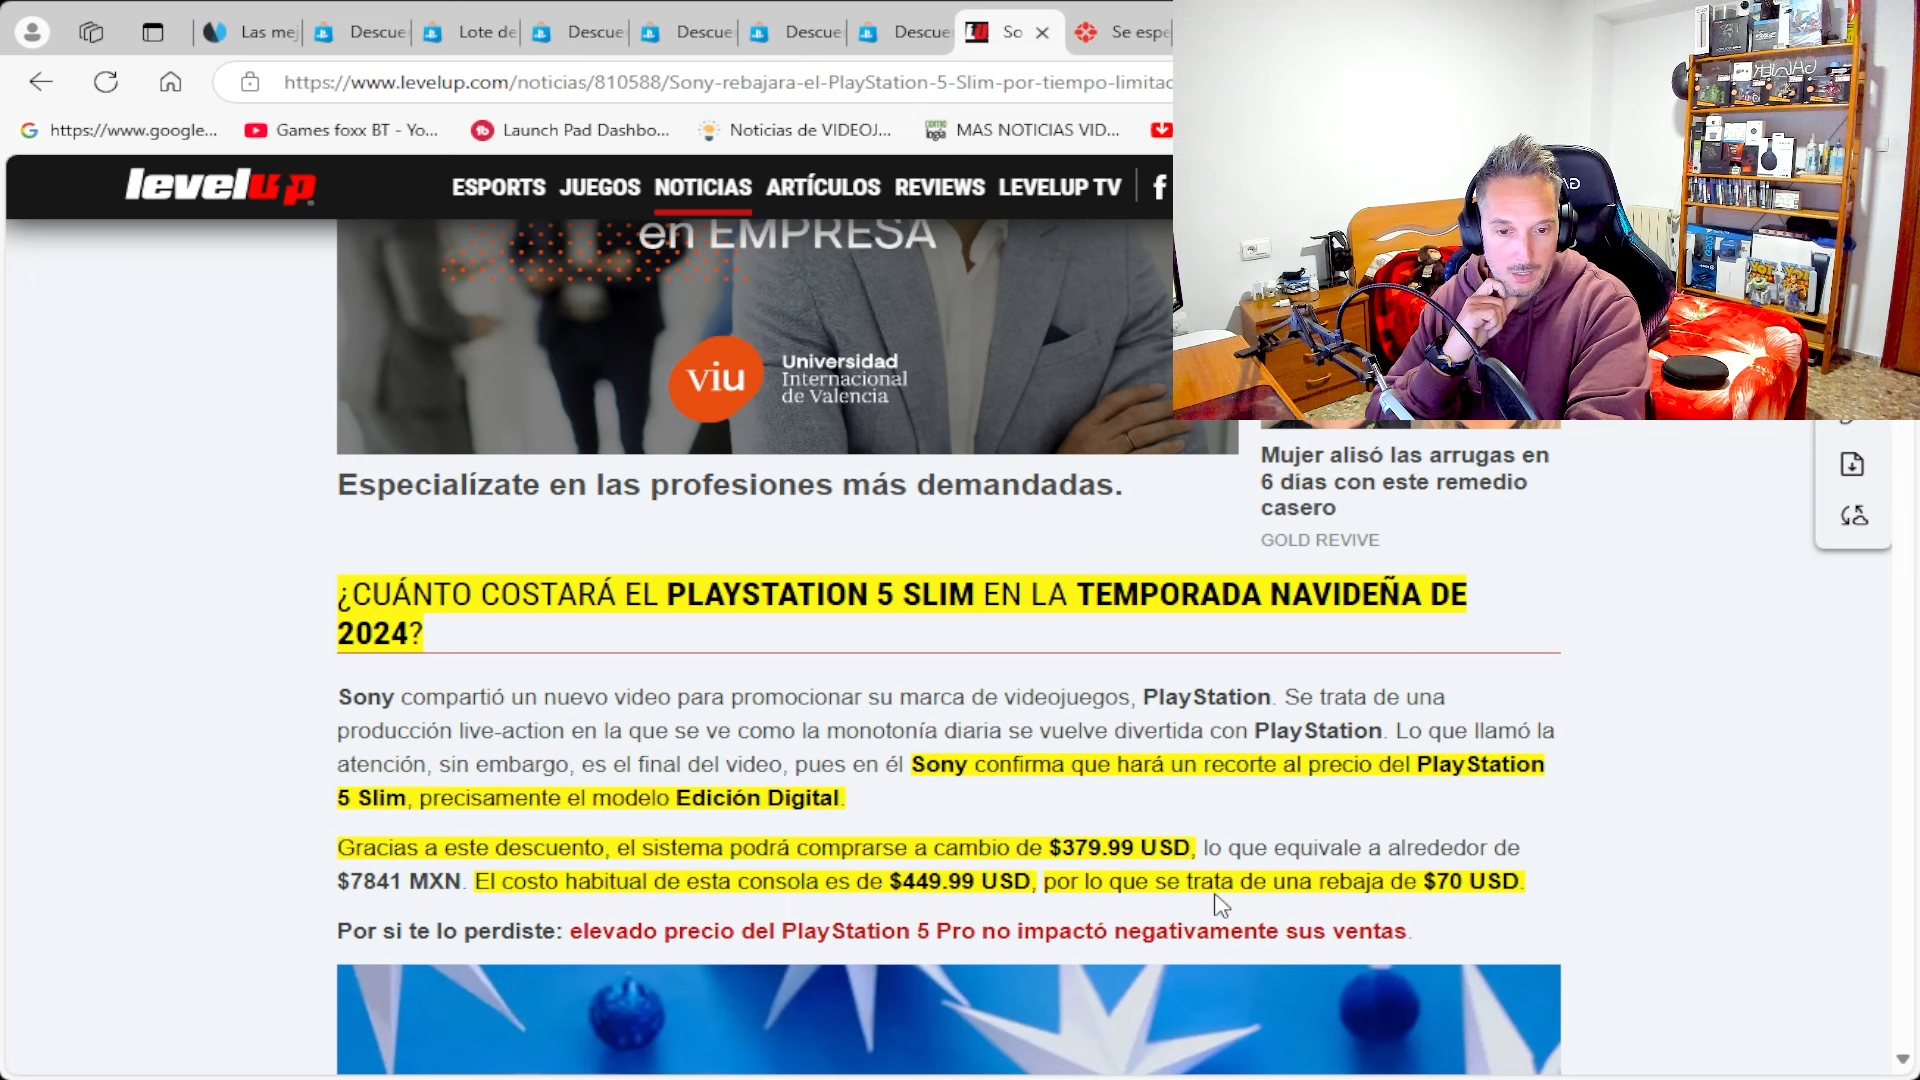 Las mej
Descue
Lote de
Descue
Descue
Descue
Descue
So
Se espe
https://www.levelup.com/noticias/810588/Sony-rebajara-el-PlayStation-5-Slim-por-tiempo-limitad
https://www.google...
Games foxx BT - Yo...
Launch Pad Dashbo...
Noticias de VIDEOJ...
MAS NOTICIAS VID...
levelup
ESPORTS JUEGOS NOTICIAS ARTÍCULOS REVIEWS LEVELUP TV
en EMPRESA
viu
Universidad
Internacional
de Valencia
Especialízate en las profesiones más demandadas.
Mujer alisó las arrugas en
6 días con este remedio
casero
GOLD REVIVE
¿CUÁNTO COSTARÁ EL PLAYSTATION 5 SLIM EN LA TEMPORADA NAVIDEÑA DE
2024?
Sony compartió un nuevo video para promocionar su marca de videojuegos, PlayStation. Se trata de una
producción live-action en la que se ve como la monotonía diaria se vuelve divertida con PlayStation. Lo que llamó la
atención, sin embargo, es el final del video, pues en él Sony confirma que hará un recorte al precio del PlayStation
5 Slim, precisamente el modelo Edición Digital.
Gracias a este descuento, el sistema podrá comprarse a cambio de $379.99 USD, lo que equivale a alrededor de
$7841 MXN. El costo habitual de esta consola es de $449.99 USD, por lo que se trata de una rebaja de $70 USD.
Por si te lo perdiste: elevado precio del PlayStation 5 Pro no impactó negativamente sus ventas.